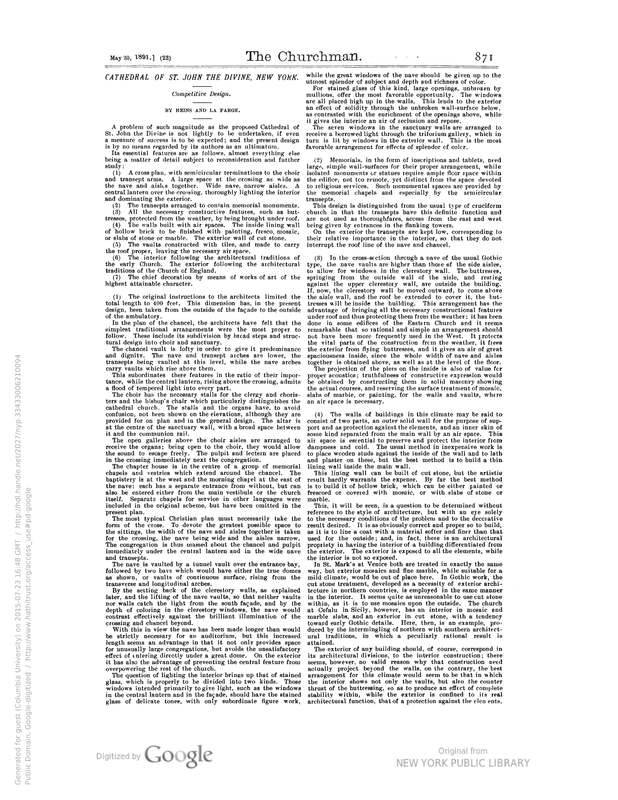 May 30, 1891.] (23)
The Churchman.
871
CATHEDRAL OF ST. JOHN THE DIVINE, NEW YORK.
Competitive Design.
BY HEINS AND LA FARGE.
A problem of such magnitude as the proposed Cathedral of
St. John the Divine is not lightly to be undertaken, if even
a measure of success is to be expected; and the present design
is by no means regarded by its authors as an ultimatum.
Its essential features are as follows, almost everything else
being a matter of detail subject to reconsideration and further
study:
(1) A cross plan, with semicircular terminations to the choir
and transept arms. A large space at the crossing as wide as
the nave and aisles together. Wide nave, narrow aisles. A
central lantern over the crossing, thoroughly lighting the interior
and dominating the exterior.
(2) The transepts arranged to contain memorial monuments.
(3) All the necessary constructive features, such as but-
tresses, protected from the weather, by being brought under roof.
(4) The walls built with air spaces. The inside lining wall
of hollow brick to be finished with painting, fresco, mosaic,
or slabs of stone or marble. The exterior wall of cut stone.
(5) The vaults constructed with tiles, and made to carry
the roof proper, leaving the necessary air space.
(6) The interior following the architectural traditions of
the early Church. The exterior following the architectural
traditions of the Church of England.
(7) The chief decoration by means of works of art of the
highest attainable character.
(1) The original instructions to the architects limited the
total length to 400 feet. This dimension has, in the present
design, been taken from the outside of the façade to the outside
of the ambulatory.
In the plan of the chancel, the architects have felt that the
simplest traditional arrangements were the most proper to
follow. These include its subdivision by broad steps and struc-
tural design into choir and sanctuary.
The chancel vault is lofty in order to give it predominance
and dignity. The nave and transept arches are lower, the
transepts being vaulted at this level, while the nave arches
carry vaults which rise above them.
This subordinates there features in the ratio of their impor-
tance, while the central lantern, rising above the crossing, admits
a flood of tempered light into every part.
The choir has the necessary stalls for the clergy and choris-
ters and the bishop's chair which particularly distinguishes the
cathedral church. The stalls and the organs have, to avoid
confusion, not been shown on the elevations, although they are
provided for on plan and in the general design. The altar is
at the centre of the sanctuary wall, with a broad space between
it and the communion rail.
The open galleries above the choir aisles are arranged to
receive the organs; being open to the choir, they would allow
the sound to escape freely. The pulpit and lectern are placed
in the crossing immediately next the congregation.
The chapter house is in the centre of a group of memorial
chapels and vestries which extend around the chancel. The
baptistery is at the west and the morning chapel at the east of
the nave; each has a separate entrance from without, but can
also be entered either from the main vestibule or the church
itself. Separate chapels for service in other languages were
included in the original scheme, but have been omitted in the
present plan.
The most typical Christian plan must necessarily take the
form of the cross. To devote the greatest possible space to
the sittings, the width of the nave and aisles together is taken
for the crossing, the nave being wide and the aisles narrow.
The congregation is thus massed about the chancel and pulpit
immediately under the central lantern and in the wide nave
and transepts.
The nave is vaulted by a tunnel vault over the entrance bay,
followed by two bays which would have either the true domes
as shown, or vaults of continuous surface, rising from the
transverse and longitudinal arches.
By the setting back of the clerestory walls, as explained
later, and the lifting of the nave vaults, so that neither vaults
nor walls catch the light from the south façade, and by the
depth of coloring in the clerestory windows, the nave would
contrast effectively against the brilliant illumination of the
crossing and chancel beyond.
With this in view the nave has been made longer than would
be strictly necessary for an auditorium, but this increased
length seems an advantage in that it not only provides space
for unusually large congregations, but avoids the unsatisfactory
effect of entering directly under a great dome. On the exterior
it has also the advantage of preventing the central feature from
overpowering the rest of the church.
The question of lighting the interior brings up that of stained
glass, which is properly to be divided into two kinds. Those
windows intended primarily to give light, such as the windows
in the central lantern and in the façade, should have the stained
glass of delicate tones, with only subordinate figure work,
while the great windows of the nave should be given up to the
utmost splendor of subject and depth and richness of color.
For stained glass of this kind, large openings, unbroken by
mullions, offer the most favorable opportunity. The windows
are all placed high up in the walls. This lends to the exterior
an effect of solidity through the unbroken wall-surface below,
as contrasted with the enrichment of the openings above, while
it gives the interior an air of seclusion and repose.
The seven windows in the sanctuary walls are arranged to
receive a borrowed light through the triforium gallery, which in
turn is lit by windows in the exterior wall. This is the most
favorable arrangement for effects of splendor of color.
(2) Memorials, in the form of inscriptions and tablets, need
large, simple wall-surfaces for their proper arrangement, while
isolated monuments or statues require ample floor space within
the edifice, not too remote, yet distinct from the space devoted
to religious services. Such monumental spaces are provided by
the memorial chapels and especially by the semicircular
transepts.
This design is distinguished from the usual type of cruciform
church in that the transepts have this definite function and
are not used as thoroughfares, access from the east and west
being given by entrances in the flanking towers.
On the exterior the transepts are kept low, corresponding to
their relative importance in the interior, so that they do not
interrupt the roof line of the nave and chancel.
(3) In the cross-section through a nave of the usual Gothic
type, the nave vaults are higher than those of the side aisles,
to allow for windows in the clerestory wall. The buttresses,
springing from the outside wall of the aisle, and resting
against the upper clerestory wall, are outside the building.
If, now, the clerestory wall be moved outward, to come above
the aisle wall, and the roof be extended to cover it, the but-
tresses will be inside the building. This arrangement has the
advantage of bringing all the necessary constructional features
under roof and thus protecting them from the weather; it has been
done in some edifices of the Eastern Church and it seems
remarkable that so rational and simple an arrangement should
not have been more frequently used in the West. It protects
the vital parts of the construction from the weather, it frees
the exterior from flying buttresses, and it gives an air of great
spaciousness inside, since the whole width of nave and aisles
together is obtained above, as well as at the level of the floor.
The projection of the piers on the inside is also of value for
proper acoustics; truthfulness of constructive expression would
be obtained by constructing them in solid masonry showing
the actual courses, and reserving the surface treatment of mosaic,
slabs of marble, or painting, for the walls and vaults, where
an air space is necessary.
(4) The walls of buildings in this climate may be said to
consist of two parts, an outer solid wall for the purpose of sup-
port and as protection against the elements, and an inner skin of
some kind separated from the main wall by an air space. This
air space is essential to preserve and protect the interior from
dampness and cold. The usual method in inexpensive work is
to place wooden studs against the inside of the wall and to lath
and plaster on these, but the best method is to build a thin
lining wall inside the main wall.
This lining wall can be built of cut stone, but the artistic
result hardly warrants the expense. By far the best method
is to build it of hollow brick, which can be either painted or
frescoed or covered with mosaic, or with slabs of stone or
marble.
This, it will be seen, is a question to be determined without
reference to the style of architecture, but with an eye solely
to the necessary conditions of the problem and to the decorative
result desired. It is as obviously correct and proper so to build,
as it is to line a coat with a material softer and finer than that
used for the outside; and, in fact, there is an architectural
propriety in having the interior of a building differentiated from
the exterior. The exterior is exposed to all the elements, while
the interior is not so exposed.
In St. Mark's at Venice both are treated in exactly the same
way, but exterior mosaics and fine marble, while suitable for a
mild climate, would be out of place here. In Gothic work, the
cut stone treatment, developed as a necessity of exterior archi-
tecture in northern countries, is employed in the same manner
in the interior. It seems quite as unreasonable to use cut stone
within, as it is to use mosaics upon the outside. The church
at Cefalu in Sicily, however, has an interior in mosaic and
marble slabs, and an exterior in cut stone, with a tendency
toward early Gothic details. Here, then, is an example, pro-
duced by the intermingling of northern with southern architect-
ural traditions, in which a peculiarly rational result is
attained.
The exterior of any building should, of course, correspond in
its architectural divisions, to the interior construction; there
seems, however, no valid reason why that construction need
actually project beyond the walls, on the contrary, the best
arrangement for this climate would seem to be that in which
the interior shows not only the vaults, but also the counter
thrust of the buttressing, so as to produce an effect of complete
stability within, while the exterior is confined to its real
architectural function, that of a protection against the elements,
Digitized by Google
Original from
NEW YORK PUBLIC LIBRARY
Generated for guest (Columbia University) on 2015-07-23 16:48 GMT / http://hdl.handle.net/2027/nyp.33433006210094
Public Domain, Google-digitized / http://www.hathitrust.org/access_use#pd-google